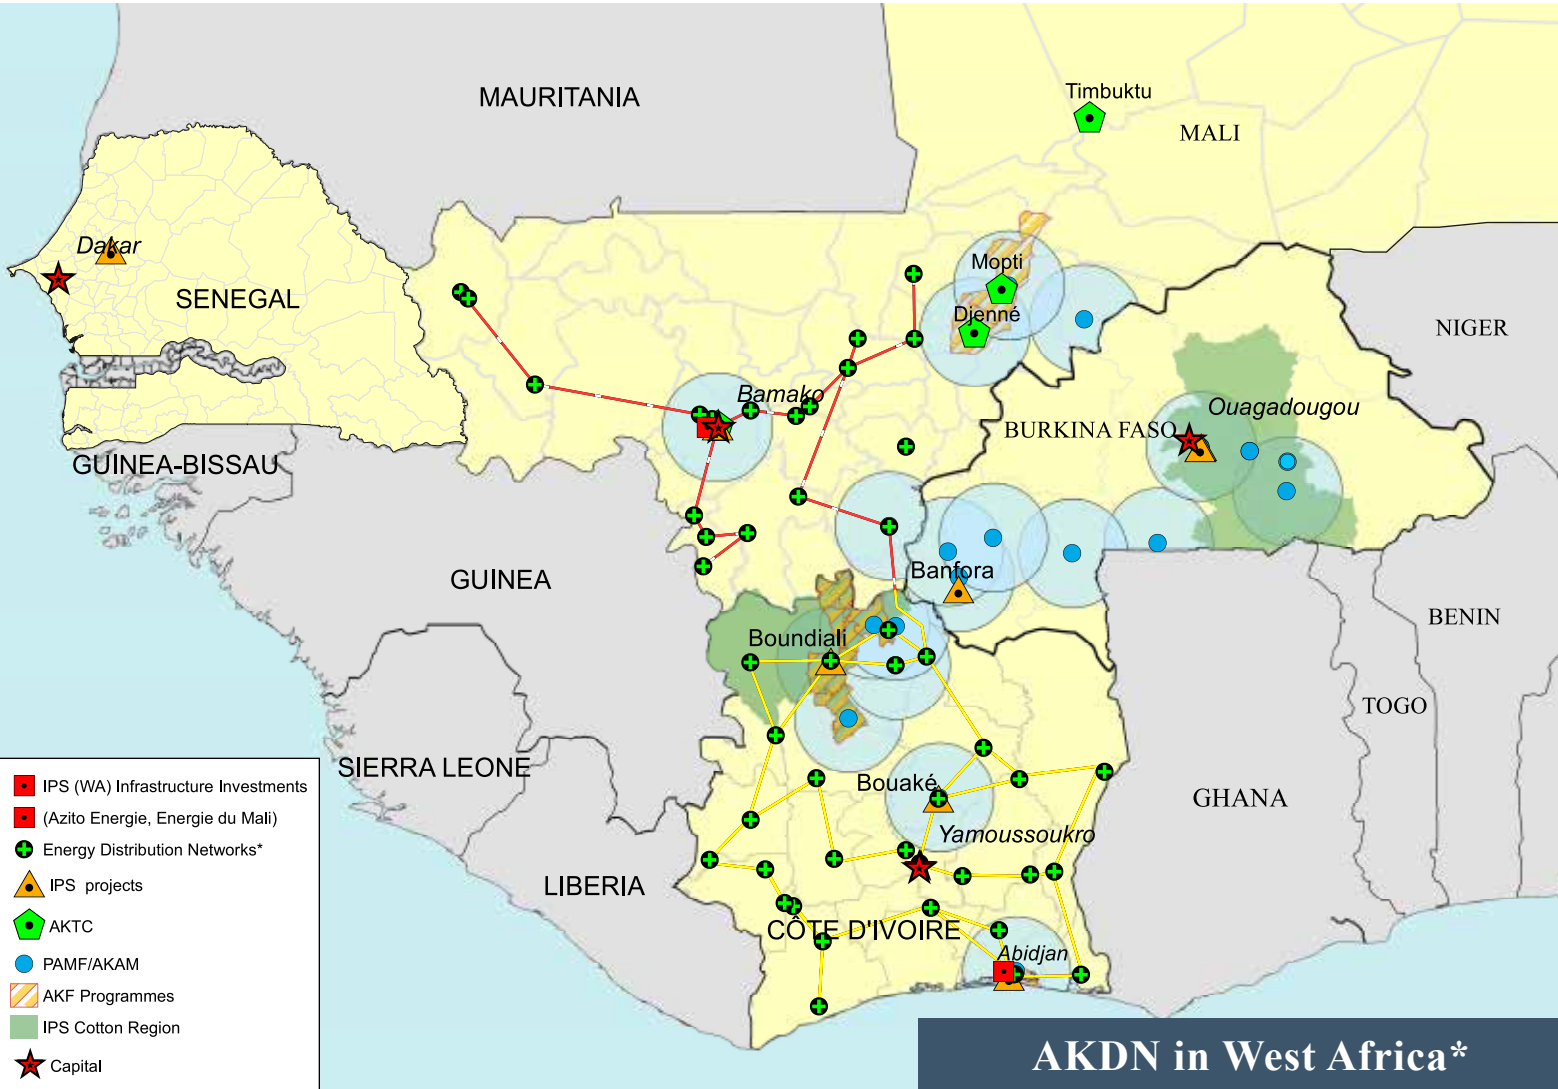 Timbuktu
MAURITANIA
MALI
Dakar
Mopti
SENEGAL
Djenné
NIGER
Bamako
Ouagadougou
BURKINA FASO
GUINEA-BISSAU
GUINEA
Banfora
BENIN
Boundiali
TOGO
SIERRA LEONE
Bouaké
GHANA
Yamoussoukro
LIBERIA
CÔTE D'IVOIRE
Abidjan
IPS (WA) Infrastructure Investments
(Azito Energie, Energie du Mali)
Energy Distribution Networks*
IPS projects
AKTC
PAMF/AKAM
AKF Programmes
IPS Cotton Region
Capital
AKDN in West Africa*